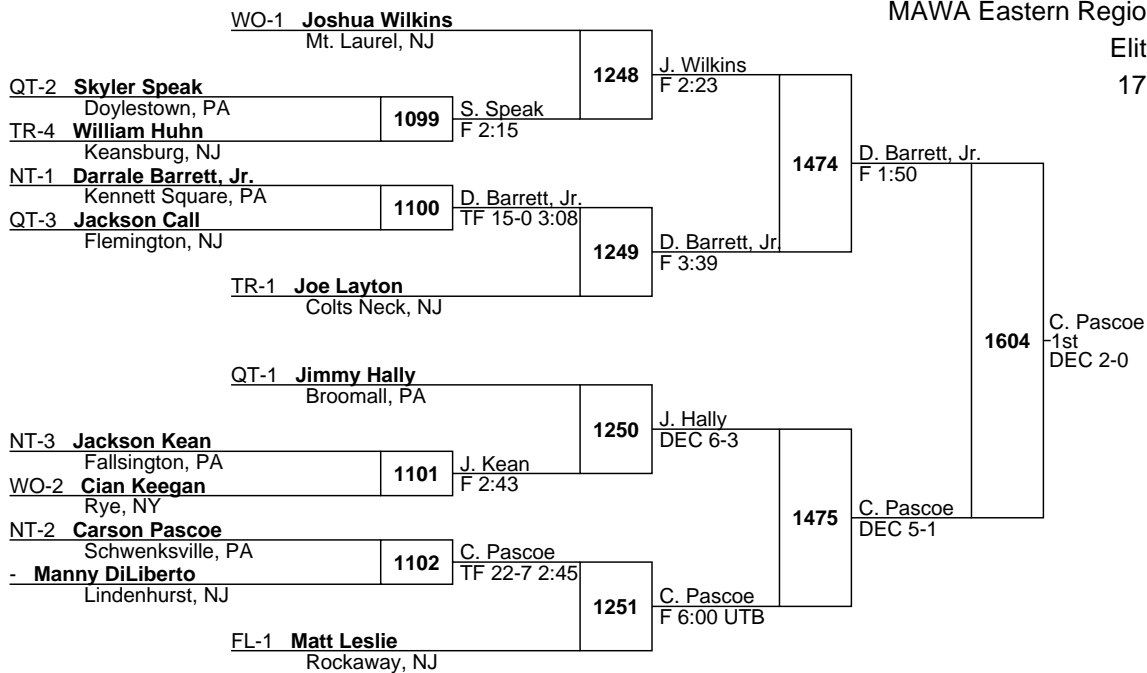 MAWA Eastern Regio
Elit
17
WO-1 Joshua Wilkins
Mt. Laurel, NJ
1248
J. Wilkins
F 2:23
QT-2 Skyler Speak
Doylestown, PA
1099
S. Speak
F 2:15
TR-4 William Huhn
Keansburg, NJ
1474
D. Barrett, Jr.
F 1:50
NT-1 Darrale Barrett, Jr.
Kennett Square, PA
1100
D. Barrett, Jr.
TF 15-0 3:08
QT-3 Jackson Call
Flemington, NJ
1249
D. Barrett, Jr.
F 3:39
TR-1 Joe Layton
Colts Neck, NJ
1604
C. Pascoe
1st
DEC 2-0
QT-1 Jimmy Hally
Broomall, PA
1250
J. Hally
DEC 6-3
NT-3 Jackson Kean
Fallsington, PA
1101
J. Kean
F 2:43
WO-2 Cian Keegan
Rye, NY
1475
C. Pascoe
DEC 5-1
NT-2 Carson Pascoe
Schwenksville, PA
1102
C. Pascoe
TF 22-7 2:45
- Manny DiLiberto
Lindenhurst, NJ
1251
C. Pascoe
F 6:00 UTB
FL-1 Matt Leslie
Rockaway, NJ